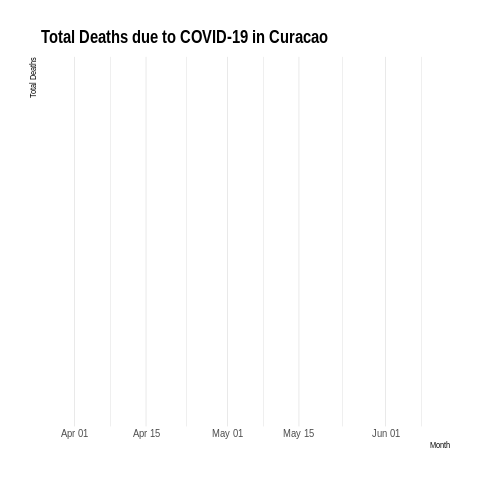 Total Deaths due to COVID-19 in Curacao
Total Deaths
Apr 01 Apr 15 May 01 May 15 Jun 01
Month